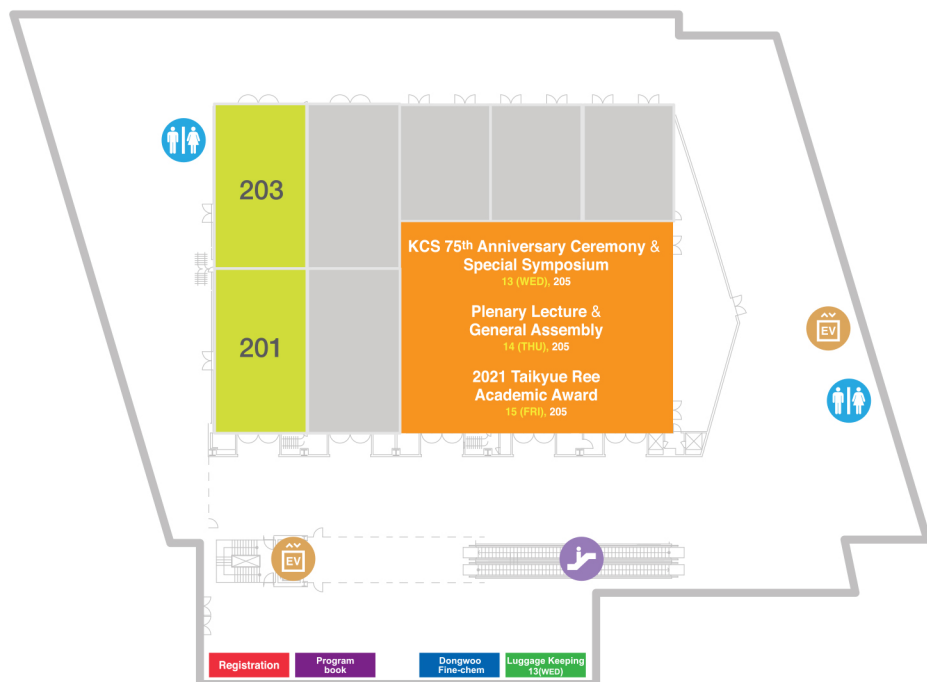 203
KCS 75th Anniversary Ceremony &
Special Symposium
13 (WED), 205
Plenary Lecture &
General Assembly
14 (THU), 205
201
2021 Taikyue Ree
Academic Award
15 (FRI), 205
EV
EV
Registration
Program
book
Dongwoo
Fine-chem
Luggage Keeping
13(WED)